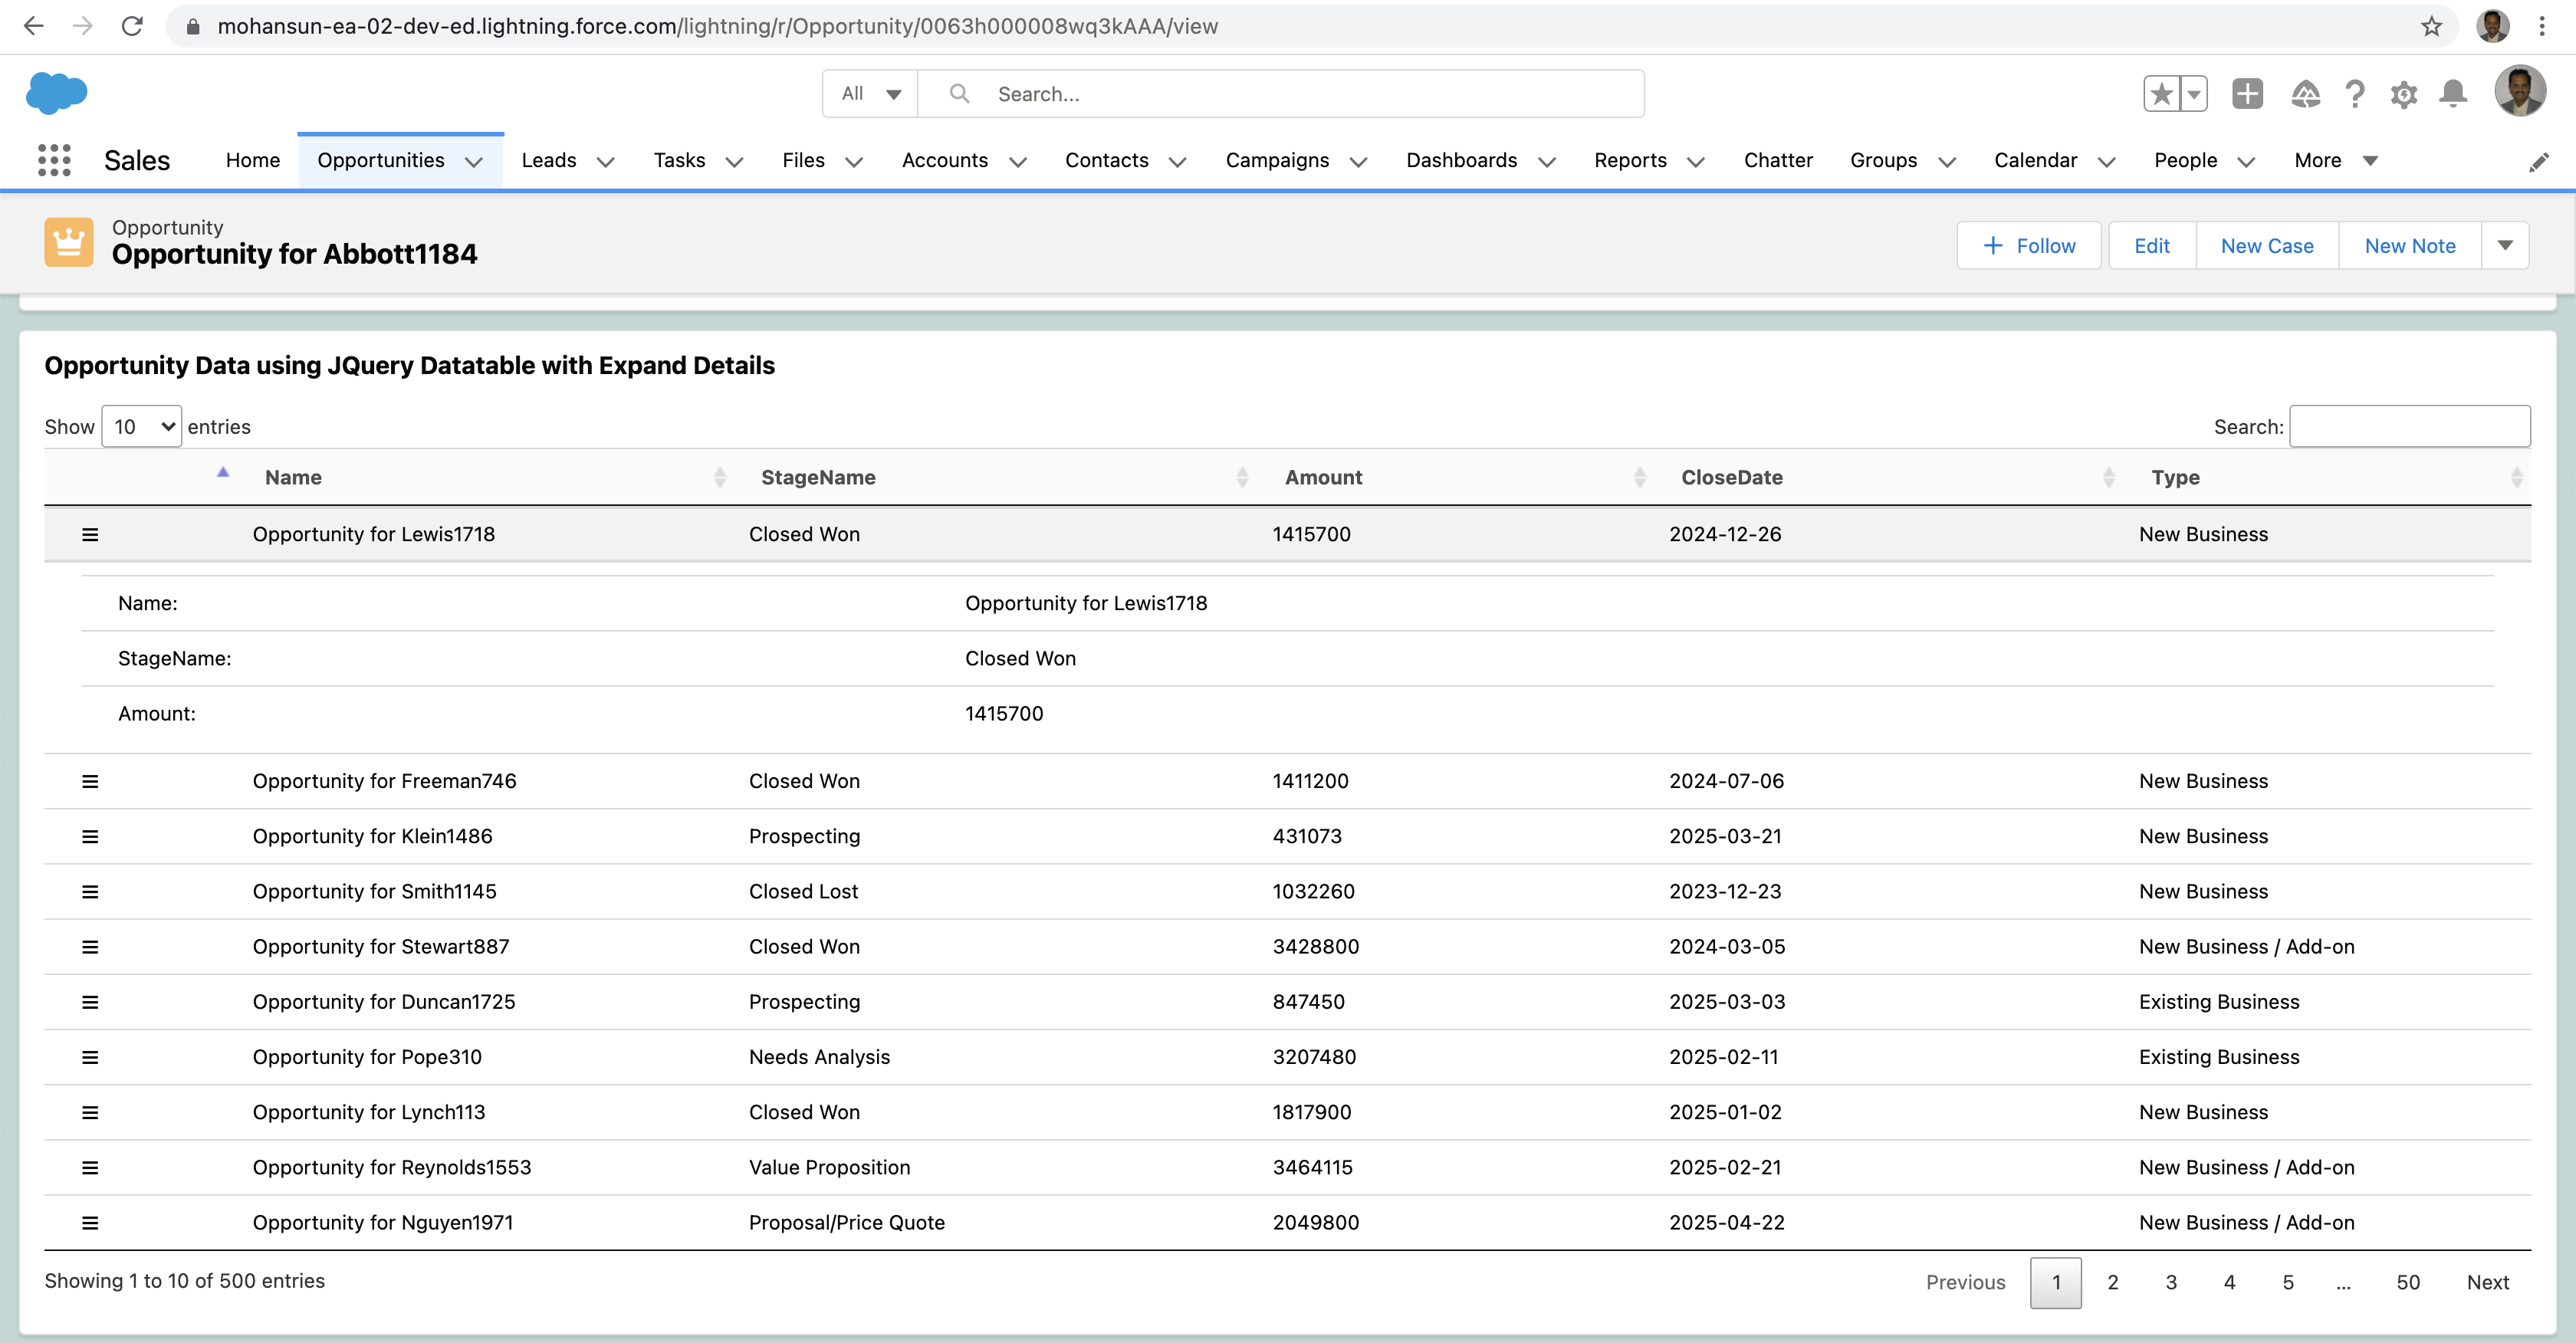 mohansun-ea-02-dev-ed.lightning.force.com/lightning/r/Opportunity/0063h000008wq3kAAA/view
All Search...
Sales Home Opportunities Leads Tasks Files Accounts Contacts Campaigns Dashboards Reports Chatter Groups Calendar People More
Opportunity
Opportunity for Abbott1184
Follow Edit New Case New Note
Opportunity Data using JQuery Datatable with Expand Details
Show 10 entries Search:
Name StageName Amount CloseDate Type
Opportunity for Lewis1718 Closed Won 1415700 2024-12-26 New Business
Name: Opportunity for Lewis1718
StageName: Closed Won
Amount: 1415700
Opportunity for Freeman746 Closed Won 1411200 2024-07-06 New Business
Opportunity for Klein1486 Prospecting 431073 2025-03-21 New Business
Opportunity for Smith1145 Closed Lost 1032260 2023-12-23 New Business
Opportunity for Stewart887 Closed Won 3428800 2024-03-05 New Business / Add-on
Opportunity for Duncan1725 Prospecting 847450 2025-03-03 Existing Business
Opportunity for Pope310 Needs Analysis 3207480 2025-02-11 Existing Business
Opportunity for Lynch113 Closed Won 1817900 2025-01-02 New Business
Opportunity for Reynolds1553 Value Proposition 3464115 2025-02-21 New Business / Add-on
Opportunity for Nguyen1971 Proposal/Price Quote 2049800 2025-04-22 New Business / Add-on
Showing 1 to 10 of 500 entries Previous 1 2 3 4 5 ... 50 Next